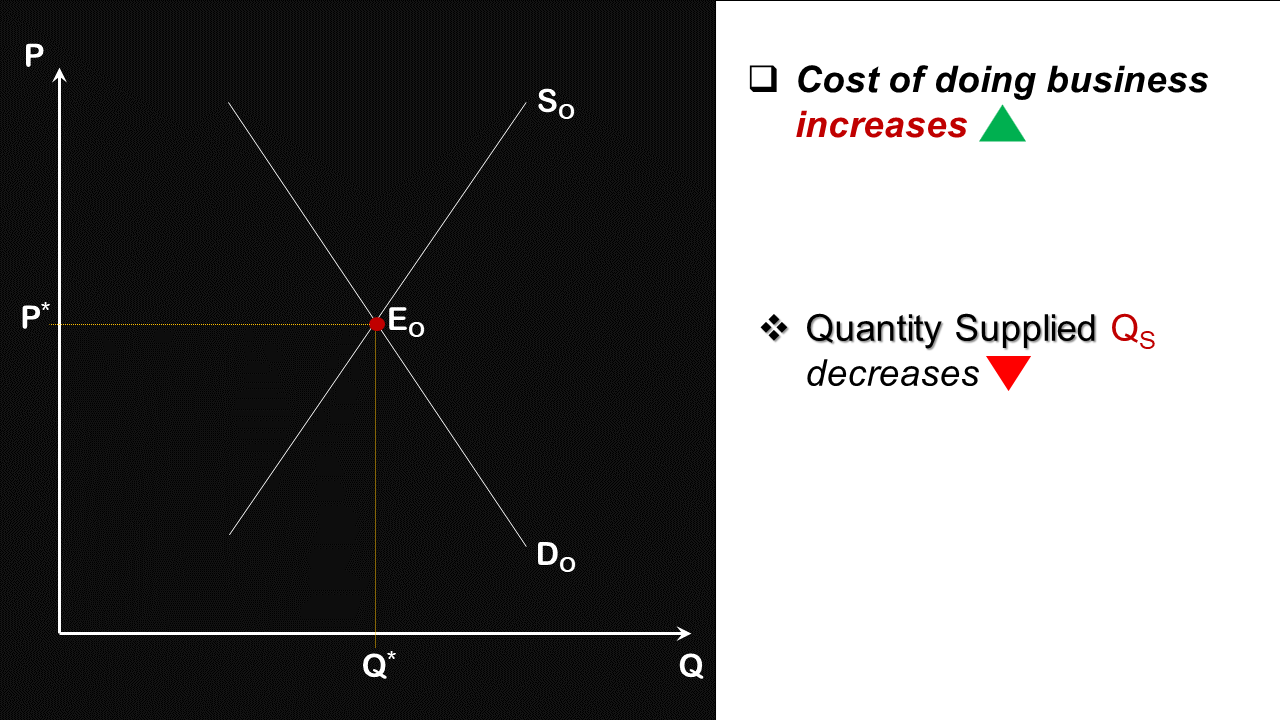 P
S_O
P*
E_O
D_O
Q*
Q
Cost of doing business
increases
Quantity Supplied Q_S
decreases